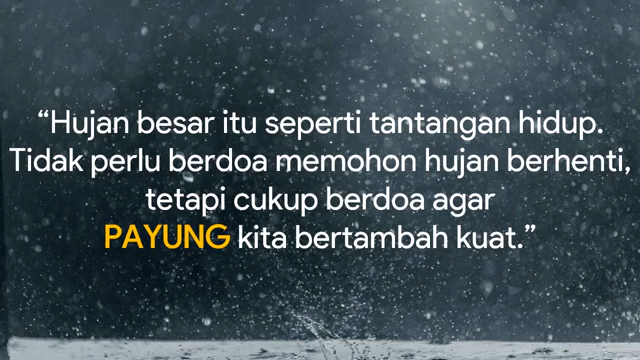 “Hujan besar itu seperti tantangan hidup.
Tidak perlu berdoa memohon hujan berhenti,
tetapi cukup berdoa agar
PAYUNG kita bertambah kuat.”